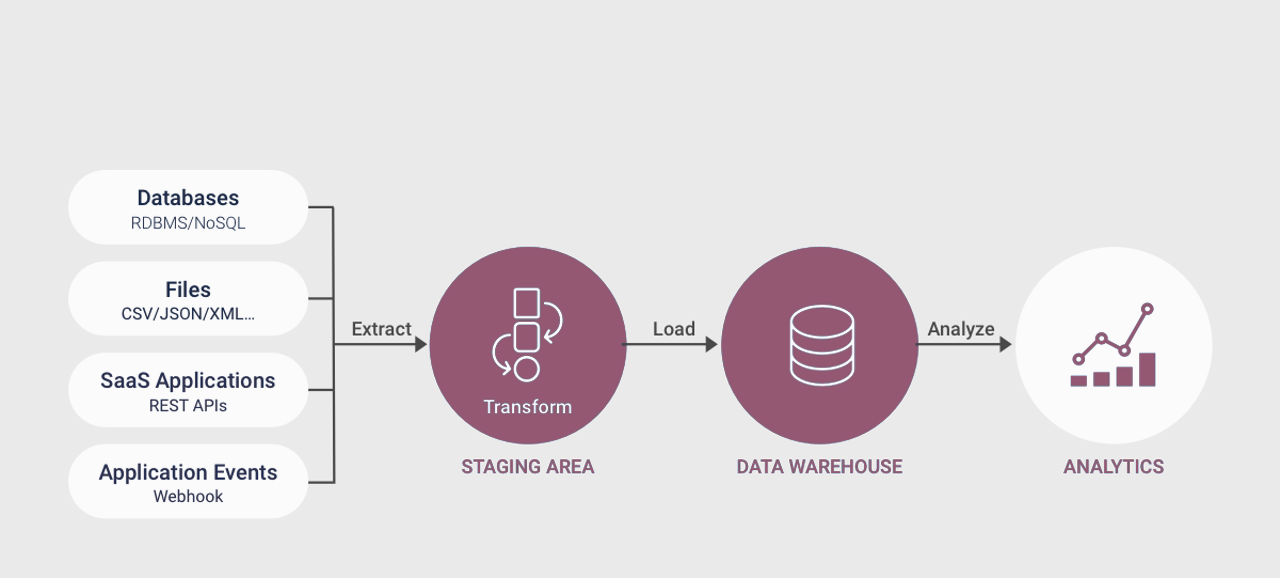 Databases
RDBMS/NoSQL
Files
CSV/JSON/XML...
SaaS Applications
REST APIs
Application Events
Webhook
Extract
Transform
STAGING AREA
Load
DATA WAREHOUSE
Analyze
ANALYTICS